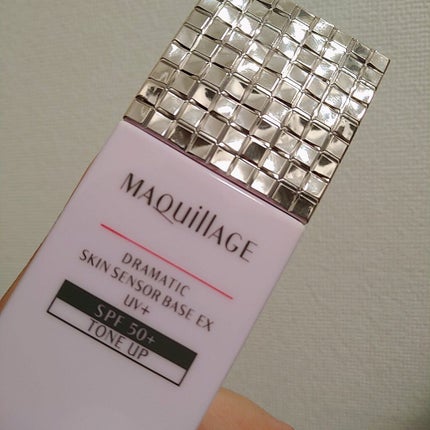 MAQuillAGE
DRAMATIC
SKIN SENSOR BASE EX
UV+
SPF 50+
TONE UP